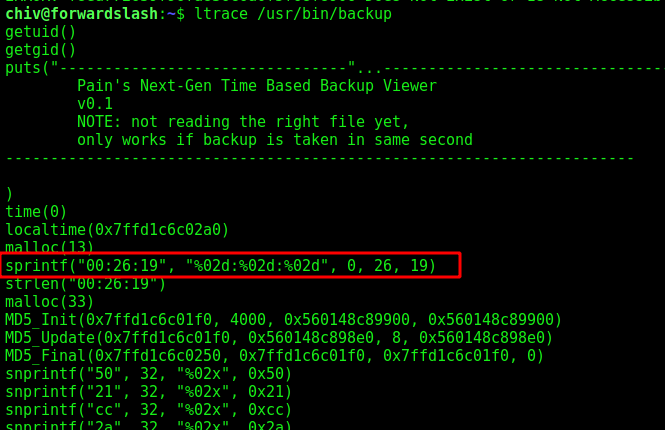 chiv@forwardslash:~$ ltrace /usr/bin/backup
getuid()
getgid()
puts("--------------------------------"...-------------------------------
        Pain's Next-Gen Time Based Backup Viewer
        v0.1
        NOTE: not reading the right file yet,
        only works if backup is taken in same second
----------------------------------------------------------------------
)
time(0)
localtime(0x7ffd1c6c02a0)
malloc(13)
sprintf("00:26:19", "%02d:%02d:%02d", 0, 26, 19)
strlen("00:26:19")
malloc(33)
MD5_Init(0x7ffd1c6c01f0, 4000, 0x560148c89900, 0x560148c89900)
MD5_Update(0x7ffd1c6c01f0, 0x560148c898e0, 8, 0x560148c898e0)
MD5_Final(0x7ffd1c6c0250, 0x7ffd1c6c01f0, 0x7ffd1c6c01f0, 0)
snprintf("50", 32, "%02x", 0x50)
snprintf("21", 32, "%02x", 0x21)
snprintf("cc", 32, "%02x", 0xcc)
snprintf("2a", 32, "%02x", 0x2a)